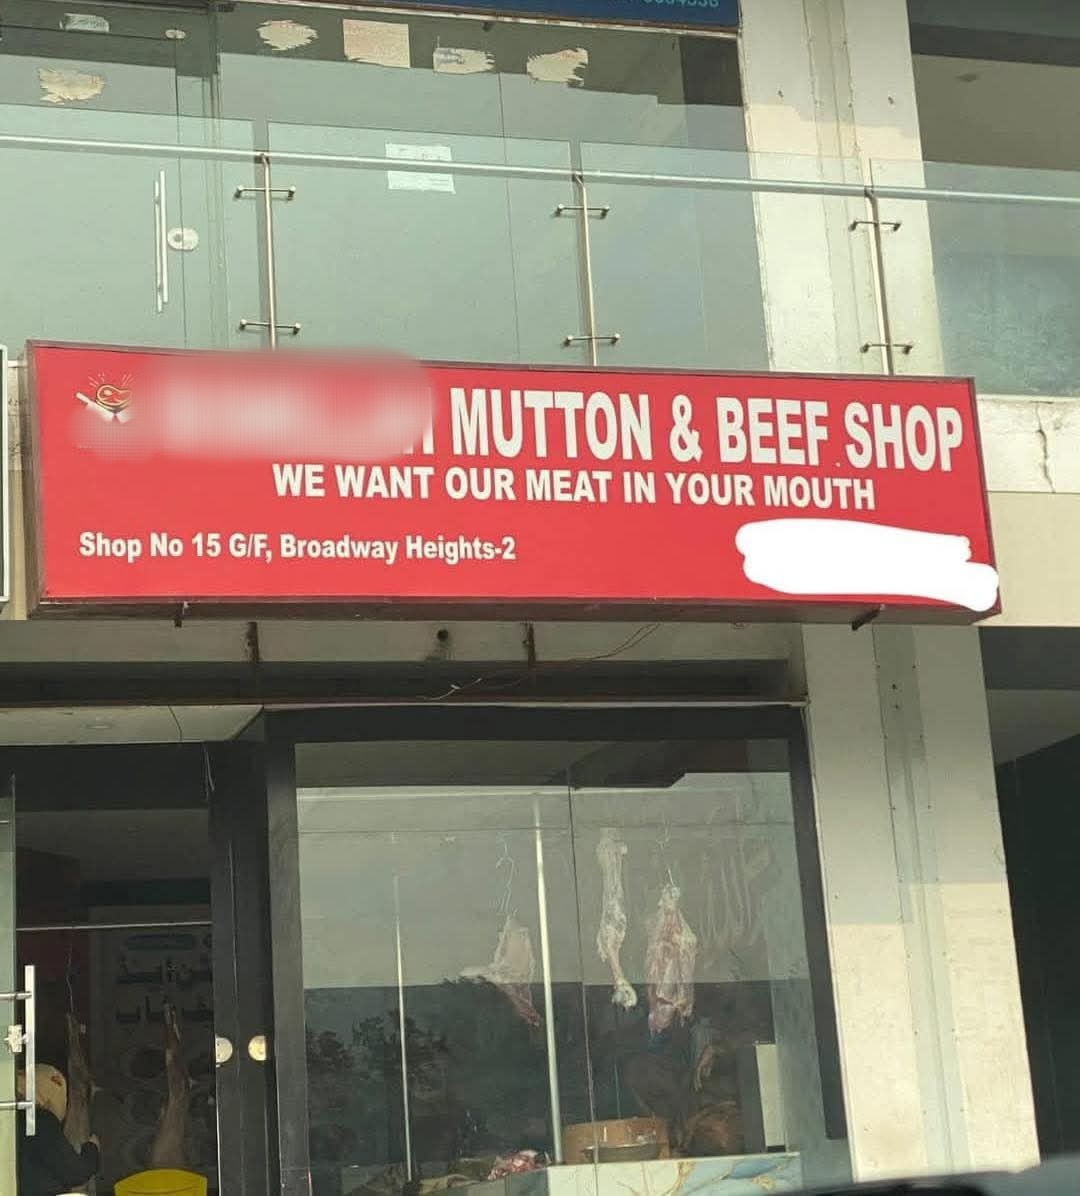 MUTTON & BEEF SHOP
WE WANT OUR MEAT IN YOUR MOUTH
Shop No 15 G/F, Broadway Heights-2